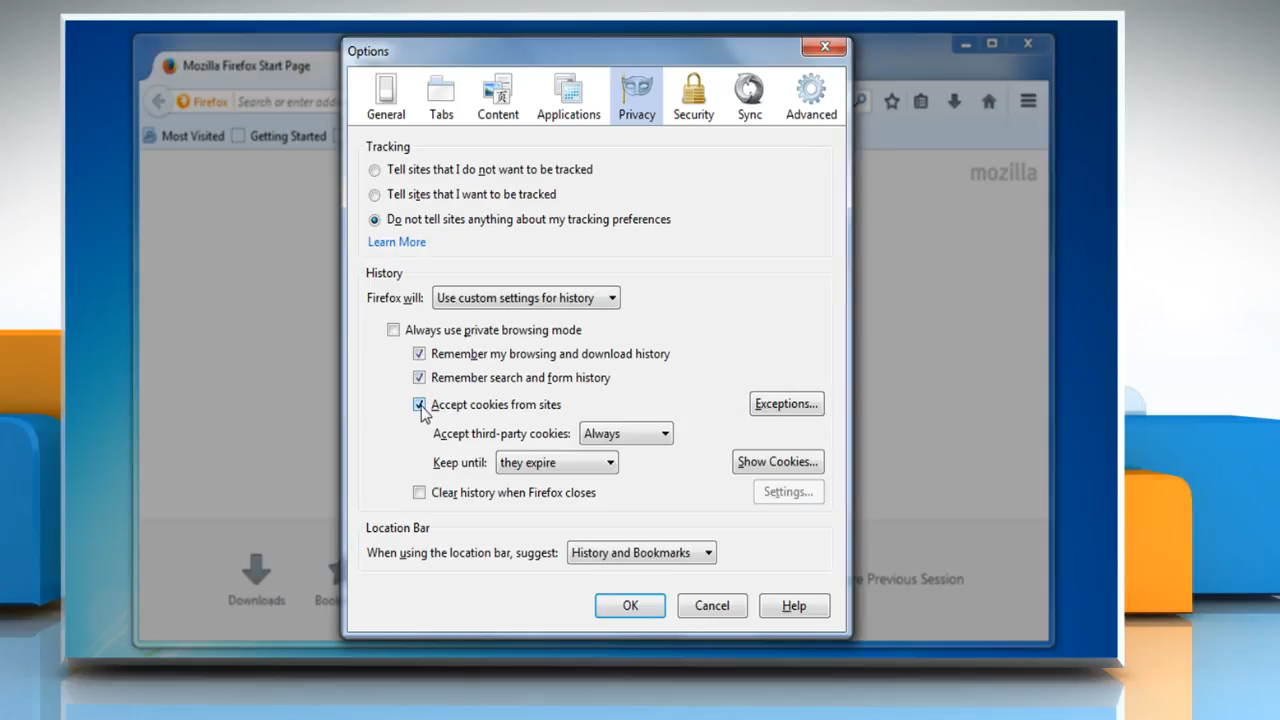 Options
Mozilla Firefox Start Page
General
Tabs
Content
Applications
Privacy
Security
Sync
Advanced
Firefox
Search or enter addr
Most Visited
Getting Started
mozilla
Tracking
Tell sites that I do not want to be tracked
Tell sites that I want to be tracked
Do not tell sites anything about my tracking preferences
Learn More
History
Firefox will: Use custom settings for history
Always use private browsing mode
Remember my browsing and download history
Remember search and form history
Accept cookies from sites
Exceptions...
Accept third-party cookies: Always
Keep until: they expire
Show Cookies...
Clear history when Firefox closes
Settings...
Location Bar
When using the location bar, suggest: History and Bookmarks
Downloads
Boo
re Previous Session
OK
Cancel
Help